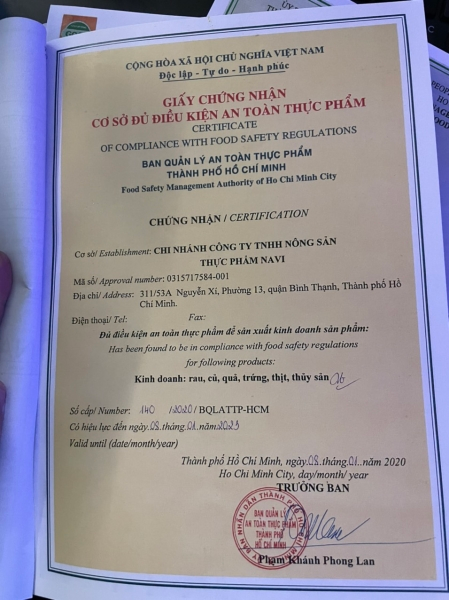 CỘNG HÒA XÃ HỘI CHỦ NGHĨA VIỆT NAM
Độc lập - Tự do - Hạnh phúc
GIẤY CHỨNG NHẬN
CƠ SỞ ĐỦ ĐIỀU KIỆN AN TOÀN THỰC PHẨM
CERTIFICATE
OF COMPLIANCE WITH FOOD SAFETY REGULATIONS
BAN QUẢN LÝ AN TOÀN THỰC PHẨM
THÀNH PHỐ HỒ CHÍ MINH
Food Safety Management Authority of Ho Chi Minh City
CHỨNG NHẬN / CERTIFICATION
Cơ sở/ Establishment: CHI NHÁNH CÔNG TY TNHH NÔNG SẢN
THỰC PHẨM NAVI
Mã số/ Approval number: 0315717584-001
Địa chỉ/ Address: 311/53A Nguyễn Xí, Phường 13, quận Bình Thạnh, Thành phố Hồ
Chí Minh.
Điện thoại/ Tel: Fax:
Đủ điều kiện an toàn thực phẩm để sản xuất kinh doanh sản phẩm:
Has been found to be in compliance with food safety regulations
for following products:
Kinh doanh: rau, củ, quả, trứng, thịt, thủy sản
Số cấp/ Number: 140 /2020/ BQLATTP-HCM
Có hiệu lực đến ngày.08.tháng.01.năm.2023
Valid until (date/month/year)
Thành phố Hồ Chí Minh, ngày.08.tháng.01..năm 2020
Ho Chi Minh City, day/month/ year
TRƯỞNG BAN
BAN QUẢN LÝ
AN TOÀN THỰC PHẨM
THÀNH PHỐ
HỒ CHÍ MINH
Phạm Khánh Phong Lan